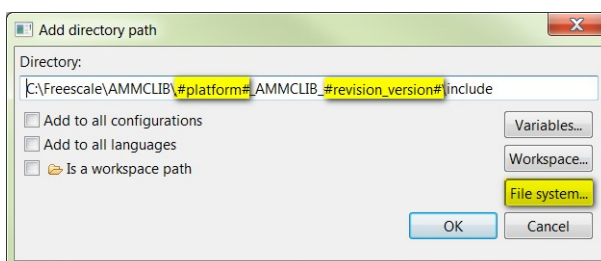 Add directory path
Directory:
C:\Freescale\AMMCLIB\#platform#_AMMCLIB_#revision_version#\include
Add to all configurations
Variables...
Add to all languages
Workspace...
Is a workspace path
File system...
OK
Cancel